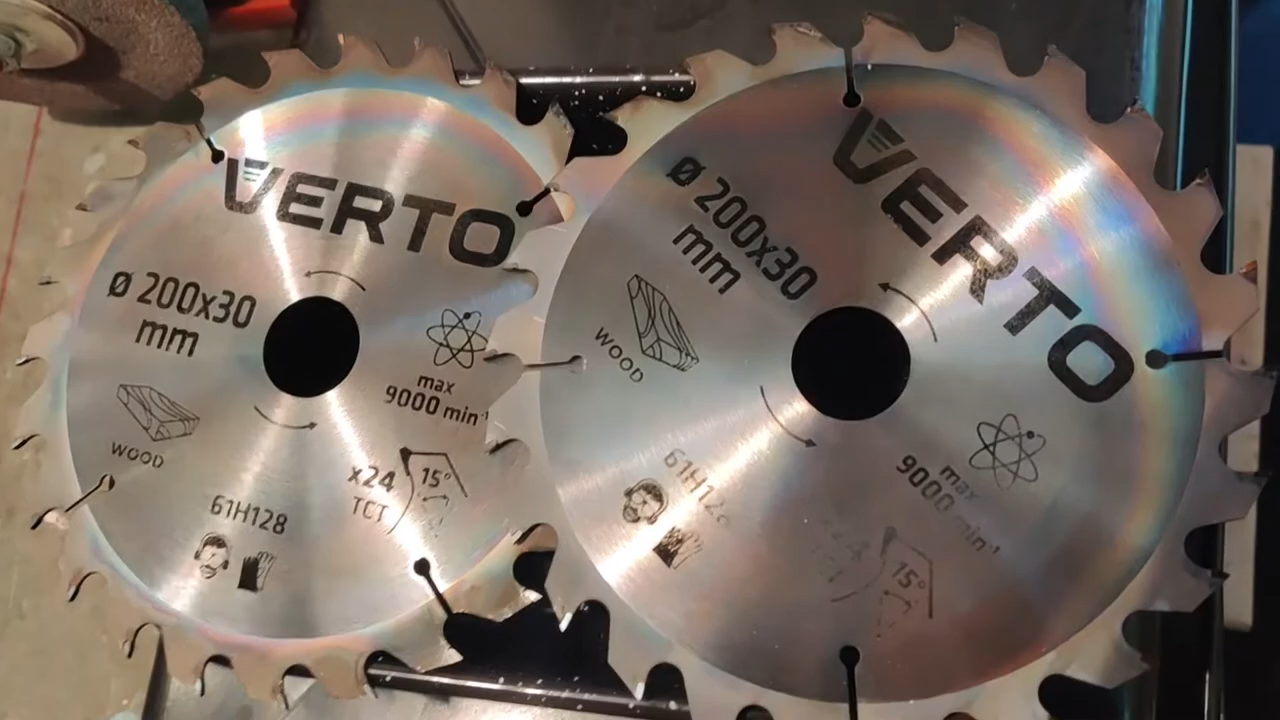 VERTO
Ø 200x30
mm
WOOD
max
9000 min⁻¹
x24
TCT
15°
61H128
VERTO
Ø 200x30
mm
WOOD
max
9000 min⁻¹
15°